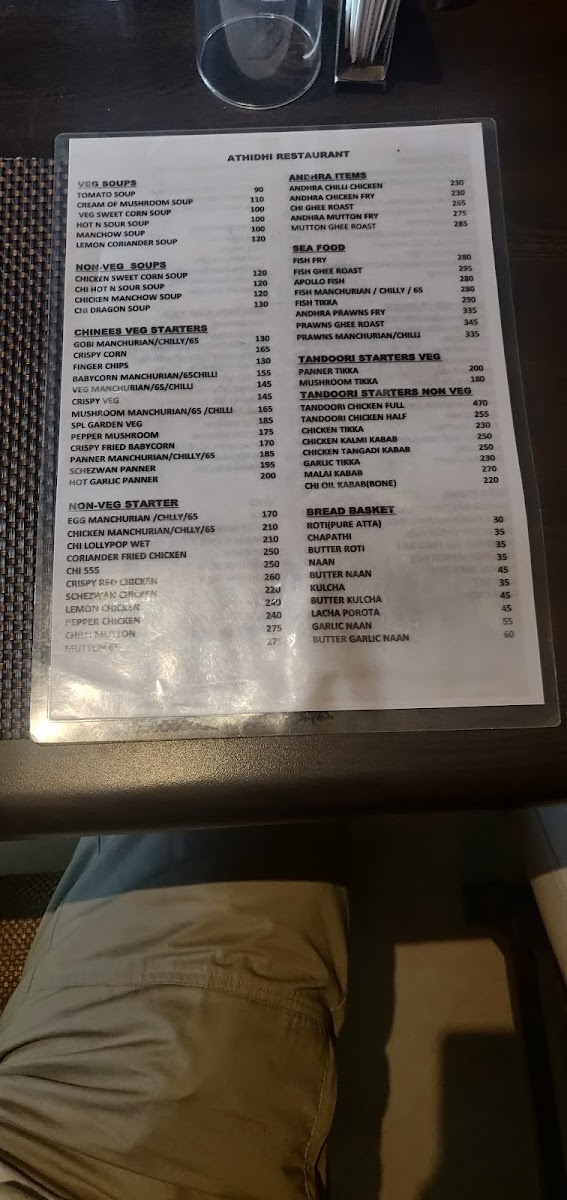 ATHIDHI RESTAURANT
VEG SOUPS
TOMATO SOUP 90
CREAM OF MUSHROOM SOUP 110
VEG SWEET CORN SOUP 100
HOT N SOUR SOUP 100
MANCHOW SOUP 100
LEMON CORIANDER SOUP 120
NON-VEG SOUPS
CHICKEN SWEET CORN SOUP 120
CHI HOT N SOUR SOUP 120
CHICKEN MANCHOW SOUP 120
CHI DRAGON SOUP 130
CHINEES VEG STARTERS
GOBI MANCHURIAN/CHILLY/65 130
CRISPY CORN 165
FINGER CHIPS 130
BABYCORN MANCHURIAN/65CHILLI 155
VEG MANCHURIAN/65/CHILLI 145
CRISPY VEG 145
MUSHROOM MANCHURIAN/65 /CHILLI 165
SPL GARDEN VEG 185
PEPPER MUSHROOM 175
CRISPY FRIED BABYCORN 170
PANNER MANCHURIAN/CHILLY/65 185
SCHEZWAN PANNER 195
HOT GARLIC PANNER 200
NON-VEG STARTER
EGG MANCHURIAN /CHLLY/65 170
CHICKEN MANCHURIAN/CHLLY/65 210
CHI LOLLYPOP WET 210
CORIANDER FRIED CHICKEN 250
CHI 555 250
CRISPY RED CHICKEN 260
SCHEZWAN CHICKEN 220
LEMON CHICKEN 240
PEPPER CHICKEN 240
MUTTON 275
MUTTON 65 275
ANDHRA ITEMS
ANDHRA CHILLI CHICKEN 230
ANDHRA CHICKEN FRY 230
CHI GHEE ROAST 265
ANDHRA MUTTON FRY 275
MUTTON GHEE ROAST 285
SEA FOOD
FISH FRY 280
FISH GHEE ROAST 295
APOLLO FISH 280
FISH MANCHURIAN / CHILLY / 65 280
FISH TIKKA 290
ANDHRA PRAWNS FRY 335
PRAWNS GHEE ROAST 345
PRAWNS MANCHURIAN/CHILLI 335
TANDOORI STARTERS VEG
PANNER TIKKA 200
MUSHROOM TIKKA 180
TANDOORI STARTERS NON VEG
TANDOORI CHICKEN FULL 470
TANDOORI CHICKEN HALF 255
CHICKEN TIKKA 230
CHICKEN KALMI KABAB 250
CHICKEN TANGADI KABAB 250
GARLIC TIKKA 230
MALAI KABAB 270
CHI OIL KABAB(BONE) 220
BREAD BASKET
ROTI(PURE ATTA) 30
CHAPATHI 35
BUTTER ROTI 35
NAAN 35
BUTTER NAAN 45
KULCHA 35
BUTTER KULCHA 45
LACHA POROTA 45
GARLIC NAAN 55
BUTTER GARLIC NAAN 60